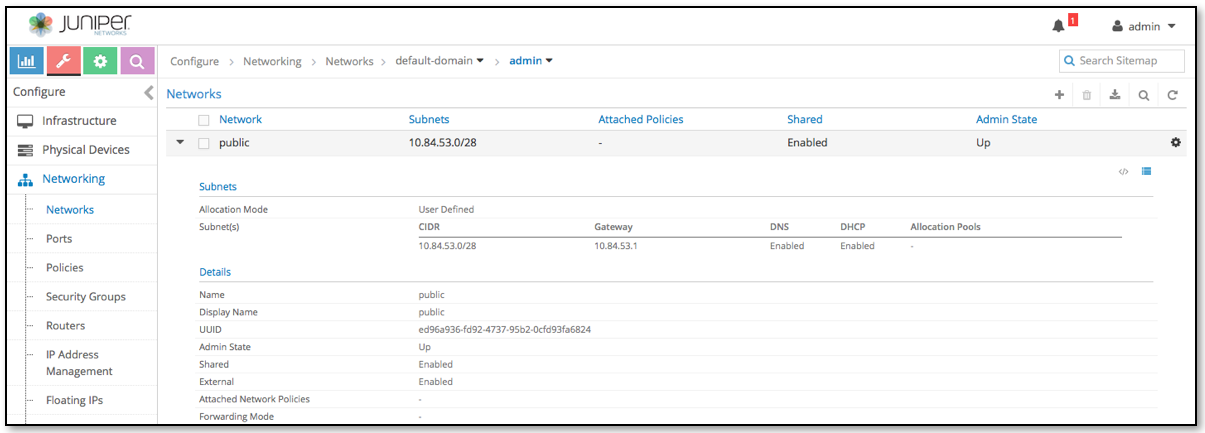 JUNIPER
NETWORKS
1
admin
Configure > Networking > Networks > default-domain > admin
Search Sitemap
Configure
Infrastructure
Physical Devices
Networking
Networks
Ports
Policies
Security Groups
Routers
IP Address
Management
Floating IPs
Networks
Network Subnets Attached Policies Shared Admin State
public 10.84.53.0/28 - Enabled Up
</>
Subnets
Allocation Mode User Defined
Subnet(s) CIDR Gateway DNS DHCP Allocation Pools
10.84.53.0/28 10.84.53.1 Enabled Enabled -
Details
Name public
Display Name public
UUID ed96a936-fd92-4737-95b2-0cfd93fa6824
Admin State Up
Shared Enabled
External Enabled
Attached Network Policies -
Forwarding Mode -